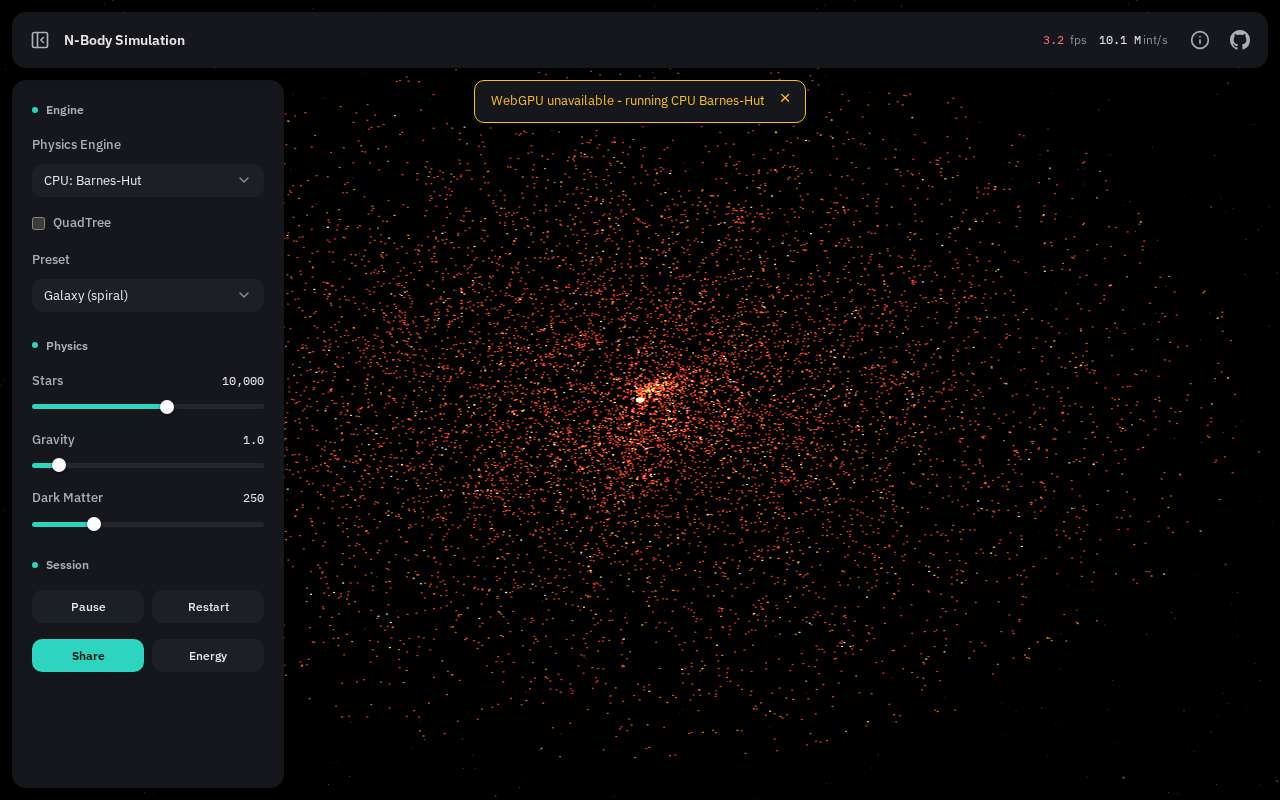 N-Body Simulation
3.2 fps 10.1 M int/s
WebGPU unavailable - running CPU Barnes-Hut
Engine
Physics Engine
CPU: Barnes-Hut
QuadTree
Preset
Galaxy (spiral)
Physics
Stars 10,000
Gravity 1.0
Dark Matter 250
Session
Pause Restart
Share Energy